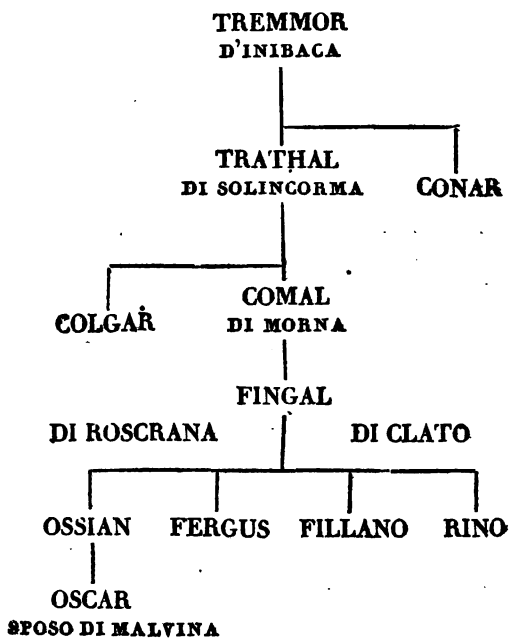 TREMMOR
D'INIBACA
TRATHAL
DI SOLINCORMA
CONAR
COLGAR
COMAL
DI MORNA
FINGAL
DI ROSCRANA
DI CLATO
OSSIAN
FERGUS
FILLANO
RINO
OSCAR
SPOSO DI MALVINA